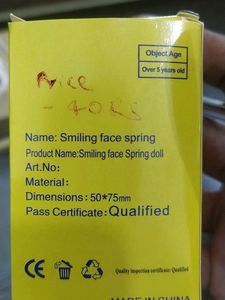 Object.Age
Over 5 years old
Price
- 40RS
Name: Smiling face spring
Product Name:Smiling face Spring doll
Art.No:
Material:
Dimensions: 50*75mm
Pass Certificate: Qualified
CE
Quality inspection certificate: Qualified
MADE IN CHINA